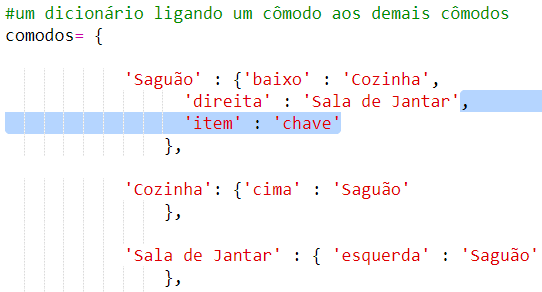 #um dicionário ligando um cômodo aos demais cômodos
comodos= {
'Saguão' : {'baixo' : 'Cozinha',
'direita' : 'Sala de Jantar',
'item' : 'chave'
},
'Cozinha': {'cima' : 'Saguão'
},
'Sala de Jantar' : { 'esquerda' : 'Saguão'
},